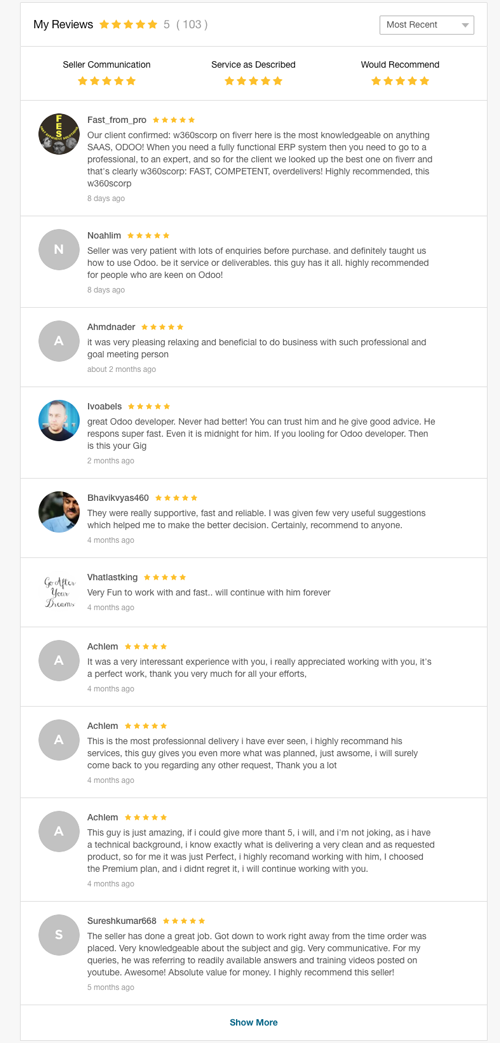 My Reviews 5 ( 103 )
Most Recent
Seller Communication
Service as Described
Would Recommend
FES
Fast_from_pro
Our client confirmed: w360scorp on fiverr here is the most knowledgeable on anything
SAAS, ODOO! When you need a fully functional ERP system then you need to go to a
professional, to an expert, and so for the client we looked up the best one on fiverr and
that's clearly w360scorp: FAST, COMPETENT, overdelivers! Highly recommended, this
w360scorp
8 days ago
N
Noahlim
Seller was very patient with lots of enquiries before purchase. and definitely taught us
how to use Odoo. be it service or deliverables. this guy has it all. highly recommended
for people who are keen on Odoo!
8 days ago
A
Ahmdnader
it was very pleasing relaxing and beneficial to do business with such professional and
goal meeting person
about 2 months ago
Ivoabels
great Odoo developer. Never had better! You can trust him and he give good advice. He
respons super fast. Even it is midnight for him. If you looling for Odoo developer. Then
is this your Gig
2 months ago
Bhavikvyas460
They were really supportive, fast and reliable. I was given few very useful suggestions
which helped me to make the better decision. Certainly, recommend to anyone.
4 months ago
Go After
Your
Dreams
Vhatlastking
Very Fun to work with and fast.. will continue with him forever
4 months ago
A
Achlem
It was a very interessant experience with you, i really appreciated working with you, it's
a perfect work, thank you very much for all your efforts,
4 months ago
A
Achlem
This is the most professionnal delivery i have ever seen, i highly recommand his
services, this guy gives you even more what was planned, just awsome, i will surely
come back to you regarding any other request, Thank you a lot
4 months ago
A
Achlem
This guy is just amazing, if i could give more thant 5, i will, and i'm not joking, as i have
a technical background, i know exactly what is delivering a very clean and as requested
product, so for me it was just Perfect, i highly recomand working with him, I choosed
the Premium plan, and i didnt regret it, i will continue working with you.
4 months ago
S
Sureshkumar668
The seller has done a great job. Got down to work right away from the time order was
placed. Very knowledgeable about the subject and gig. Very communicative. For my
queries, he was referring to readily available answers and training videos posted on
youtube. Awesome! Absolute value for money. I highly recommend this seller!
5 months ago
Show More